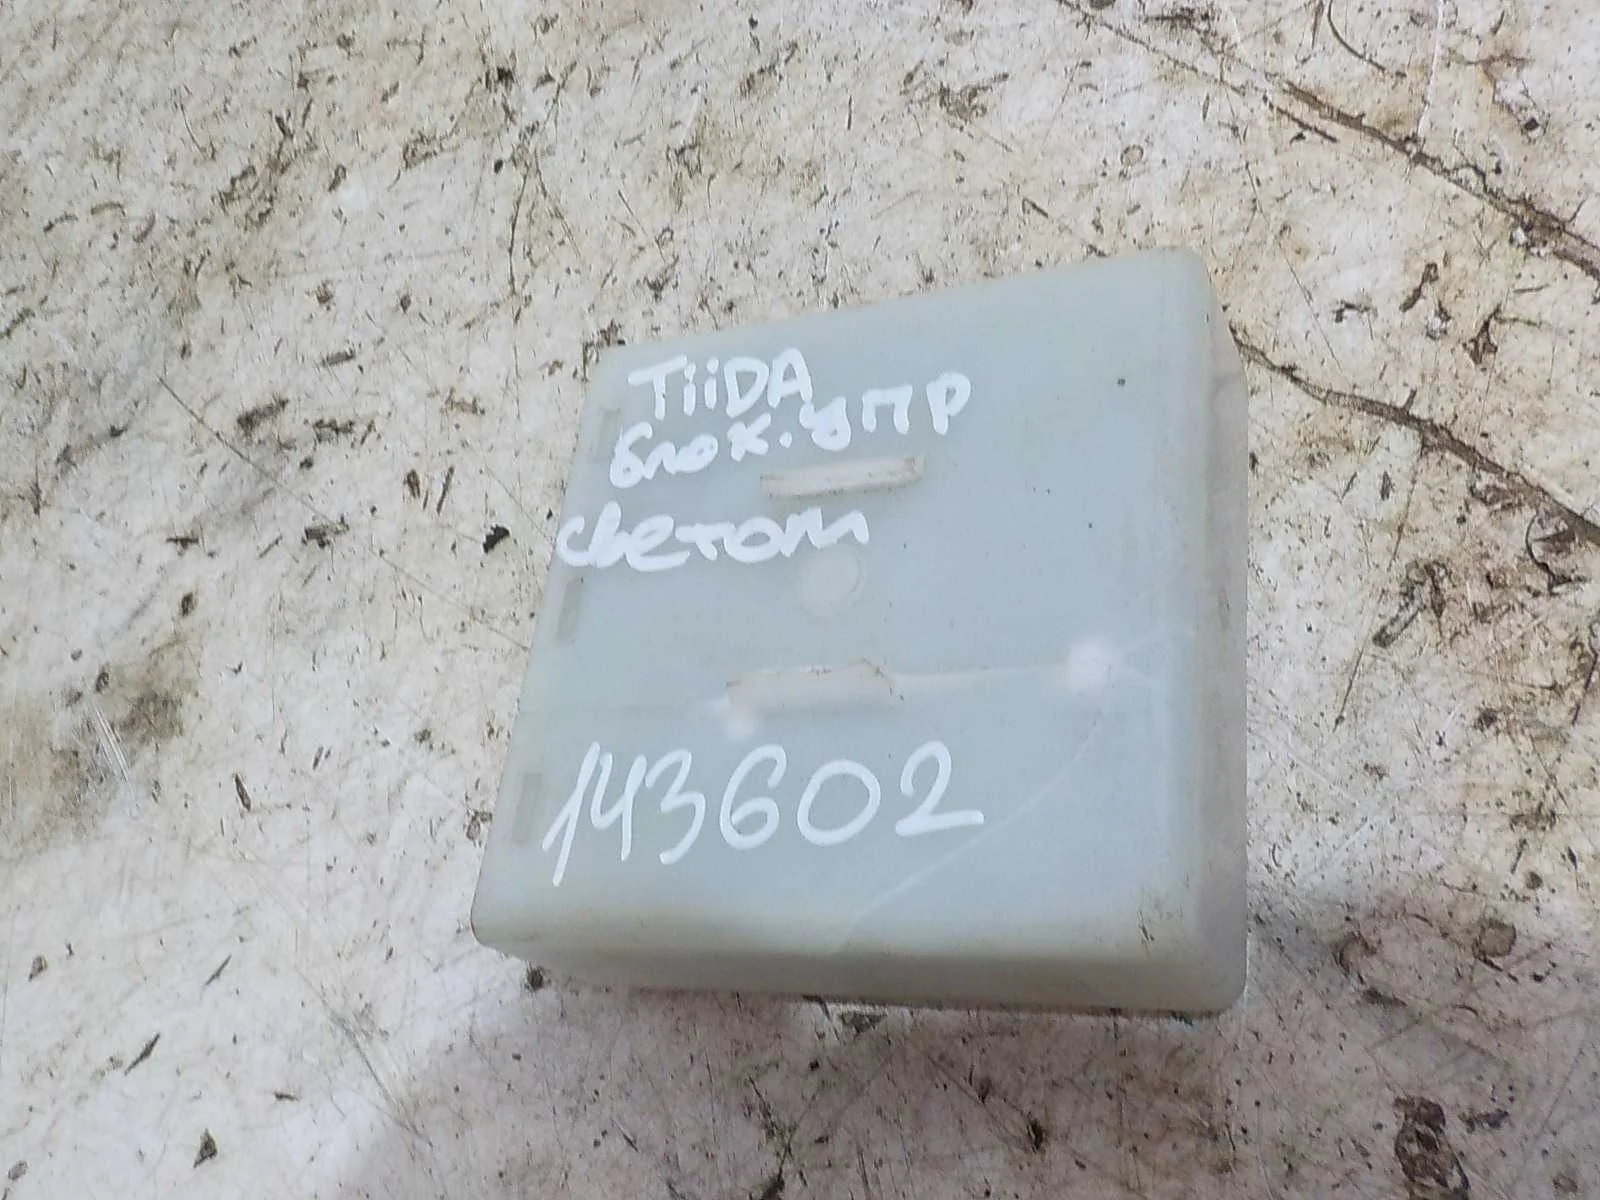 TiiDA
блок.упр
светом
143602